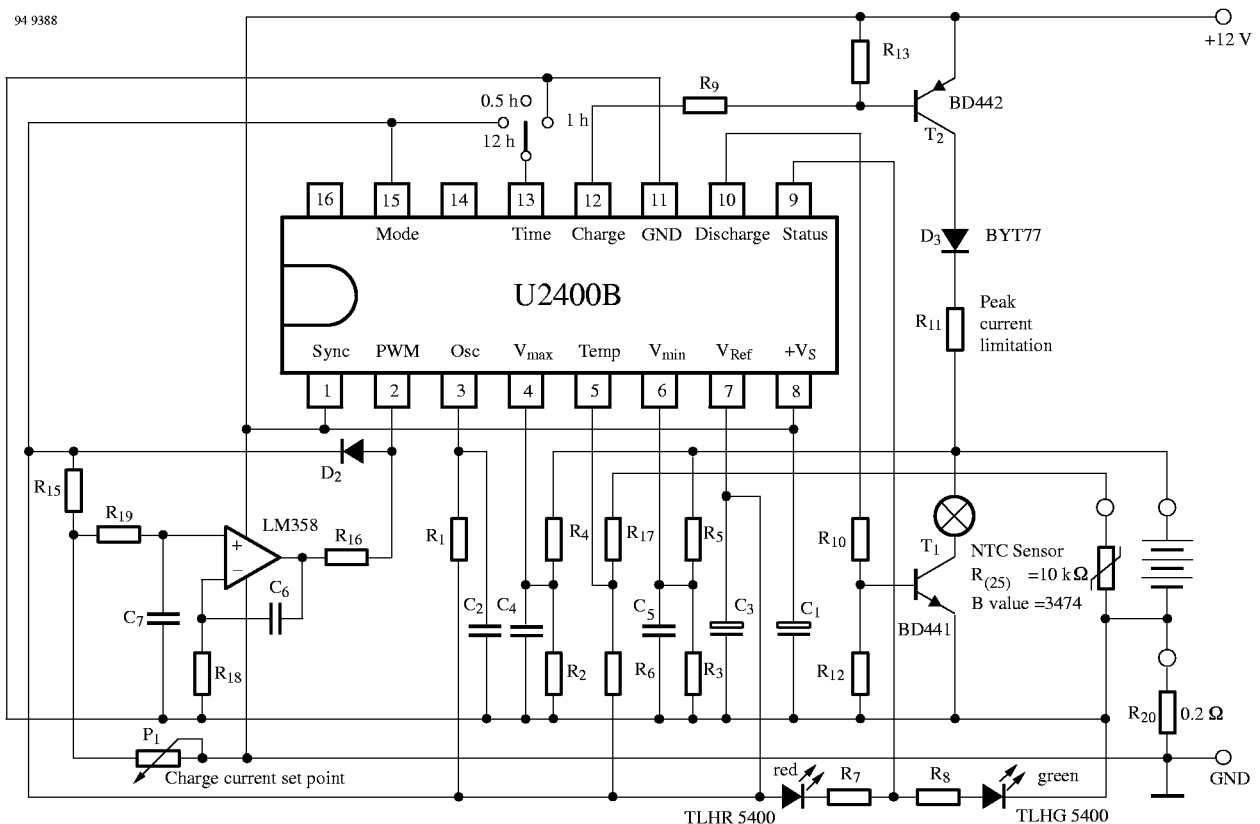 94 9388
+12 V
R13
R9
BD442
T2
0.5 h
1 h
12 h
16 15 14 13 12 11 10 9
Mode Time Charge GND Discharge Status
D3 BYT77
U2400B
R11
Peak
current
limitation
Sync PWM Osc Vmax Temp Vmin VRef +VS
1 2 3 4 5 6 7 8
D2
R15
R19
LM358
R16
R1
R4
R17
R5
R10
T1
NTC Sensor
R(25) =10 kΩ
B value =3474
+
−
C6
C7
C2
C4
C5
C3
C1
BD441
R18
R2
R6
R3
R12
R20 0.2 Ω
P1
Charge current set point
GND
red
R7
R8
green
TLHR 5400
TLHG 5400